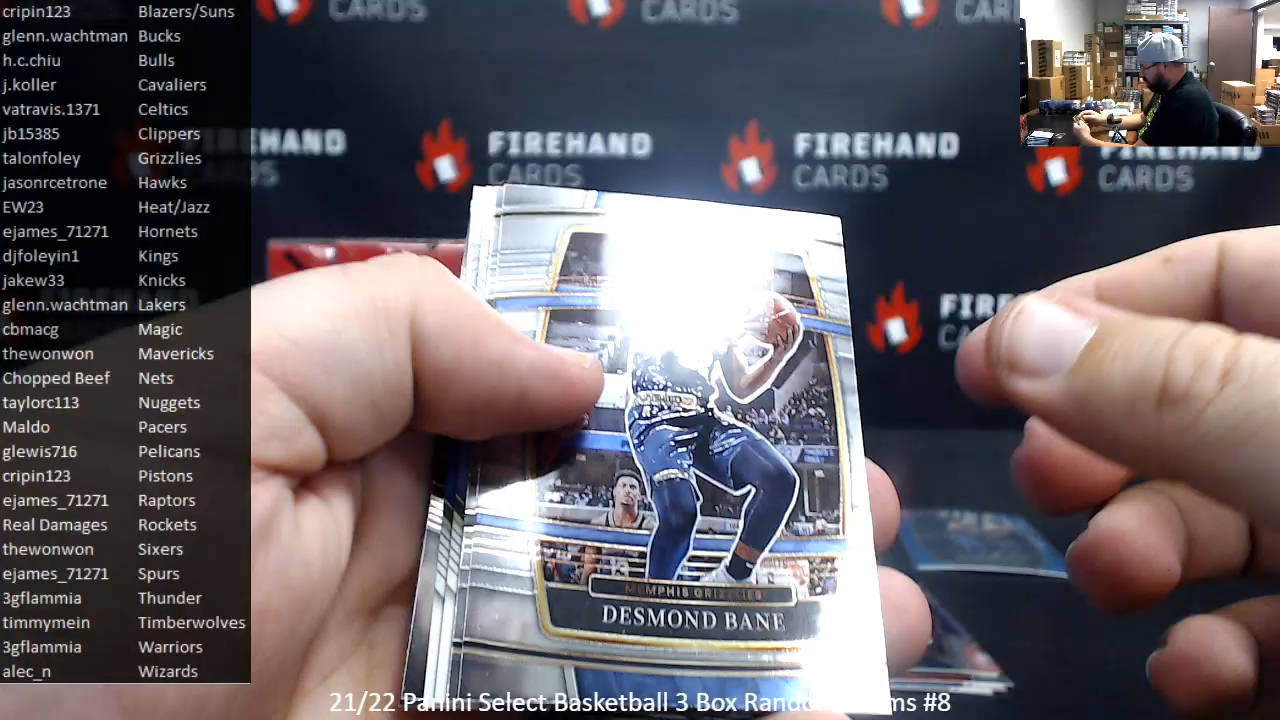 cripin123 Blazers/Suns
glenn.wachtman Bucks
h.c.chiu Bulls
j.koller Cavaliers
vatravis.1371 Celtics
jb15385 Clippers
talonfoley Grizzlies
jasonrcetrone Hawks
EW23 Heat/Jazz
ejames_71271 Hornets
djfoleyin1 Kings
jakew33 Knicks
glenn.wachtman Lakers
cbmacg Magic
thewonwon Mavericks
Chopped Beef Nets
taylorc113 Nuggets
Maldo Pacers
glewis716 Pelicans
cripin123 Pistons
ejames_71271 Raptors
Real Damages Rockets
thewonwon Sixers
ejames_71271 Spurs
3gflammia Thunder
timmymein Timberwolves
3gflammia Warriors
alec_n Wizards
CARDS
CARDS
FIREHAND
CARDS
FIREHAND
CARDS
CARDS
MEMPHIS GRIZZLIES
DESMOND BANE
21/22 Panini Select Basketball 3 Box #8